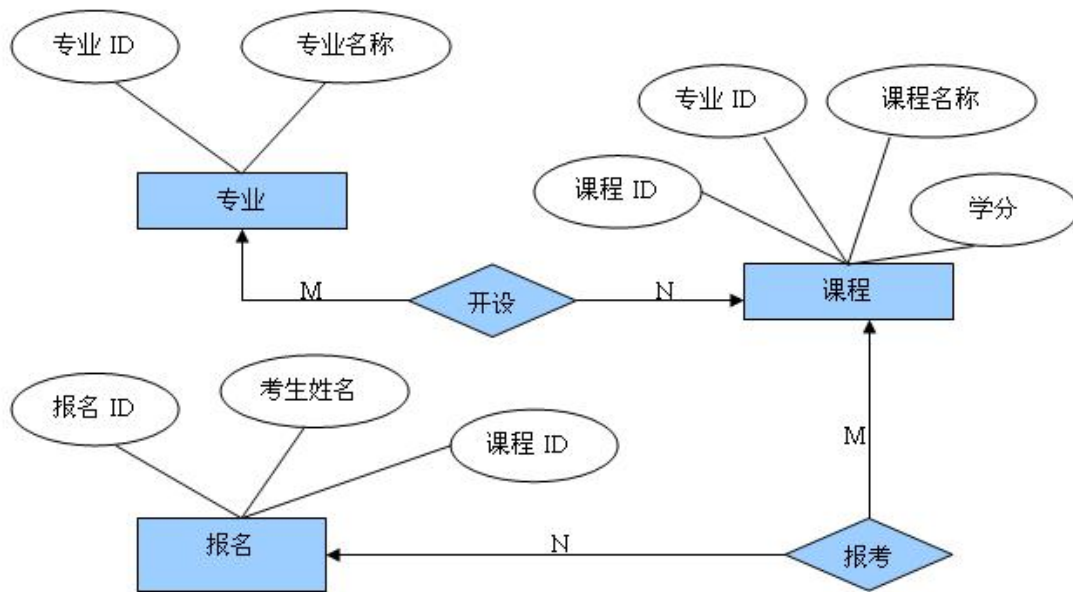 专业 ID
专业名称
专业 ID
课程名称
课程 ID
学分
专业
M
开设
N
课程
报名 ID
考生姓名
课程 ID
M
报名
N
报考